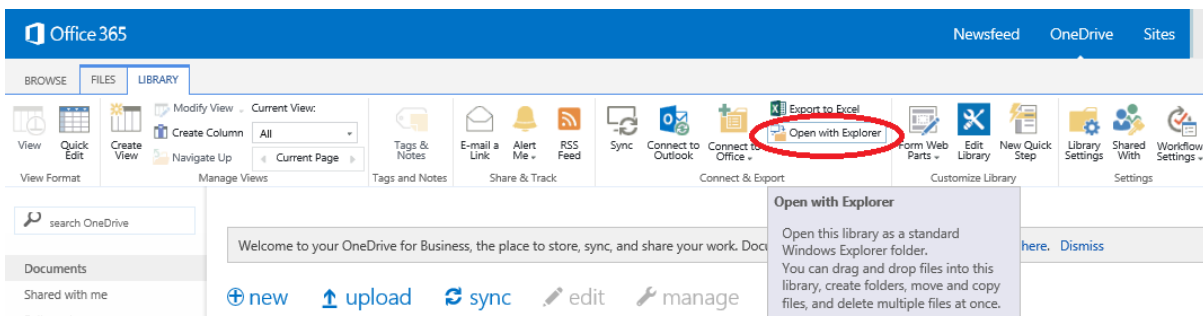 Office 365
Newsfeed OneDrive Sites
BROWSE FILES LIBRARY
View
Quick
Edit
View Format
Create
View
Modify View
Create Column
Navigate Up
Current View:
All
Current Page
Manage Views
Tags &
Notes
Tags and Notes
E-mail a
Link
Alert
Me
RSS
Feed
Share & Track
Sync
Connect to
Outlook
Connect to
Office
Export to Excel
Open with Explorer
Connect & Export
Form Web
Parts
Edit
Library
New Quick
Step
Customize Library
Library
Settings
Shared
With
Workflow
Settings
Settings
search OneDrive
Documents
Shared with me
Welcome to your OneDrive for Business, the place to store, sync, and share your work. here. Dismiss
new upload sync edit manage
Open with Explorer
Open this library as a standard
Windows Explorer folder.
You can drag and drop files into this
library, create folders, move and copy
files, and delete multiple files at once.